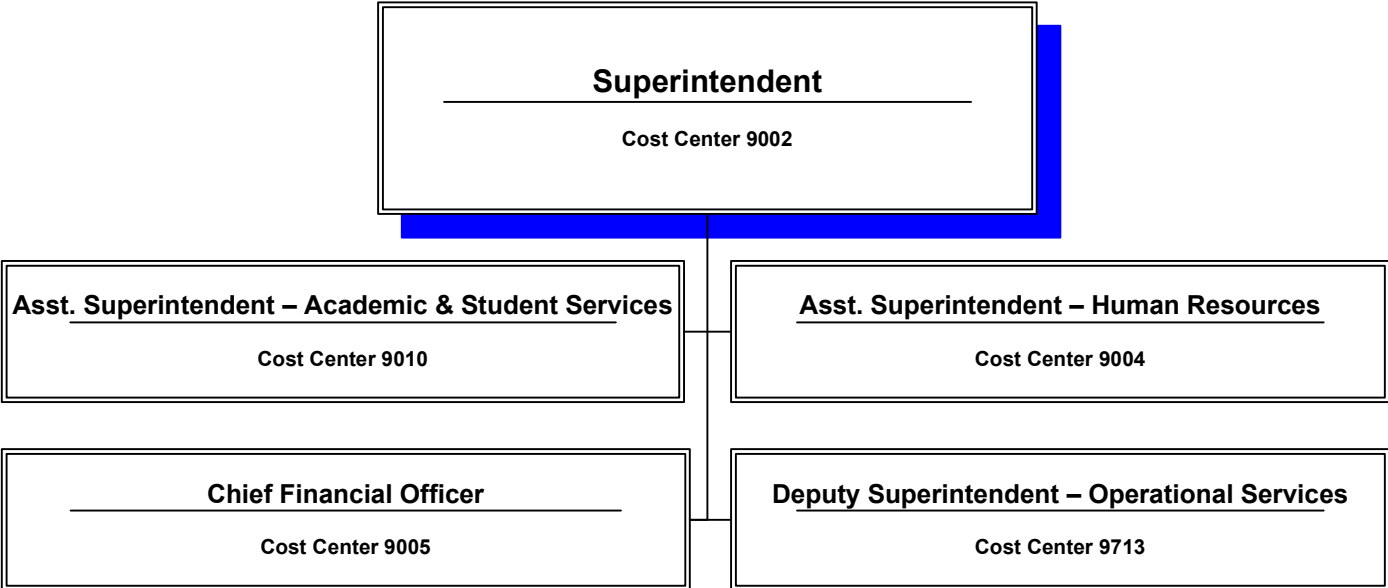 Superintendent
Cost Center 9002
Asst. Superintendent – Academic & Student Services
Cost Center 9010
Asst. Superintendent – Human Resources
Cost Center 9004
Chief Financial Officer
Cost Center 9005
Deputy Superintendent – Operational Services
Cost Center 9713